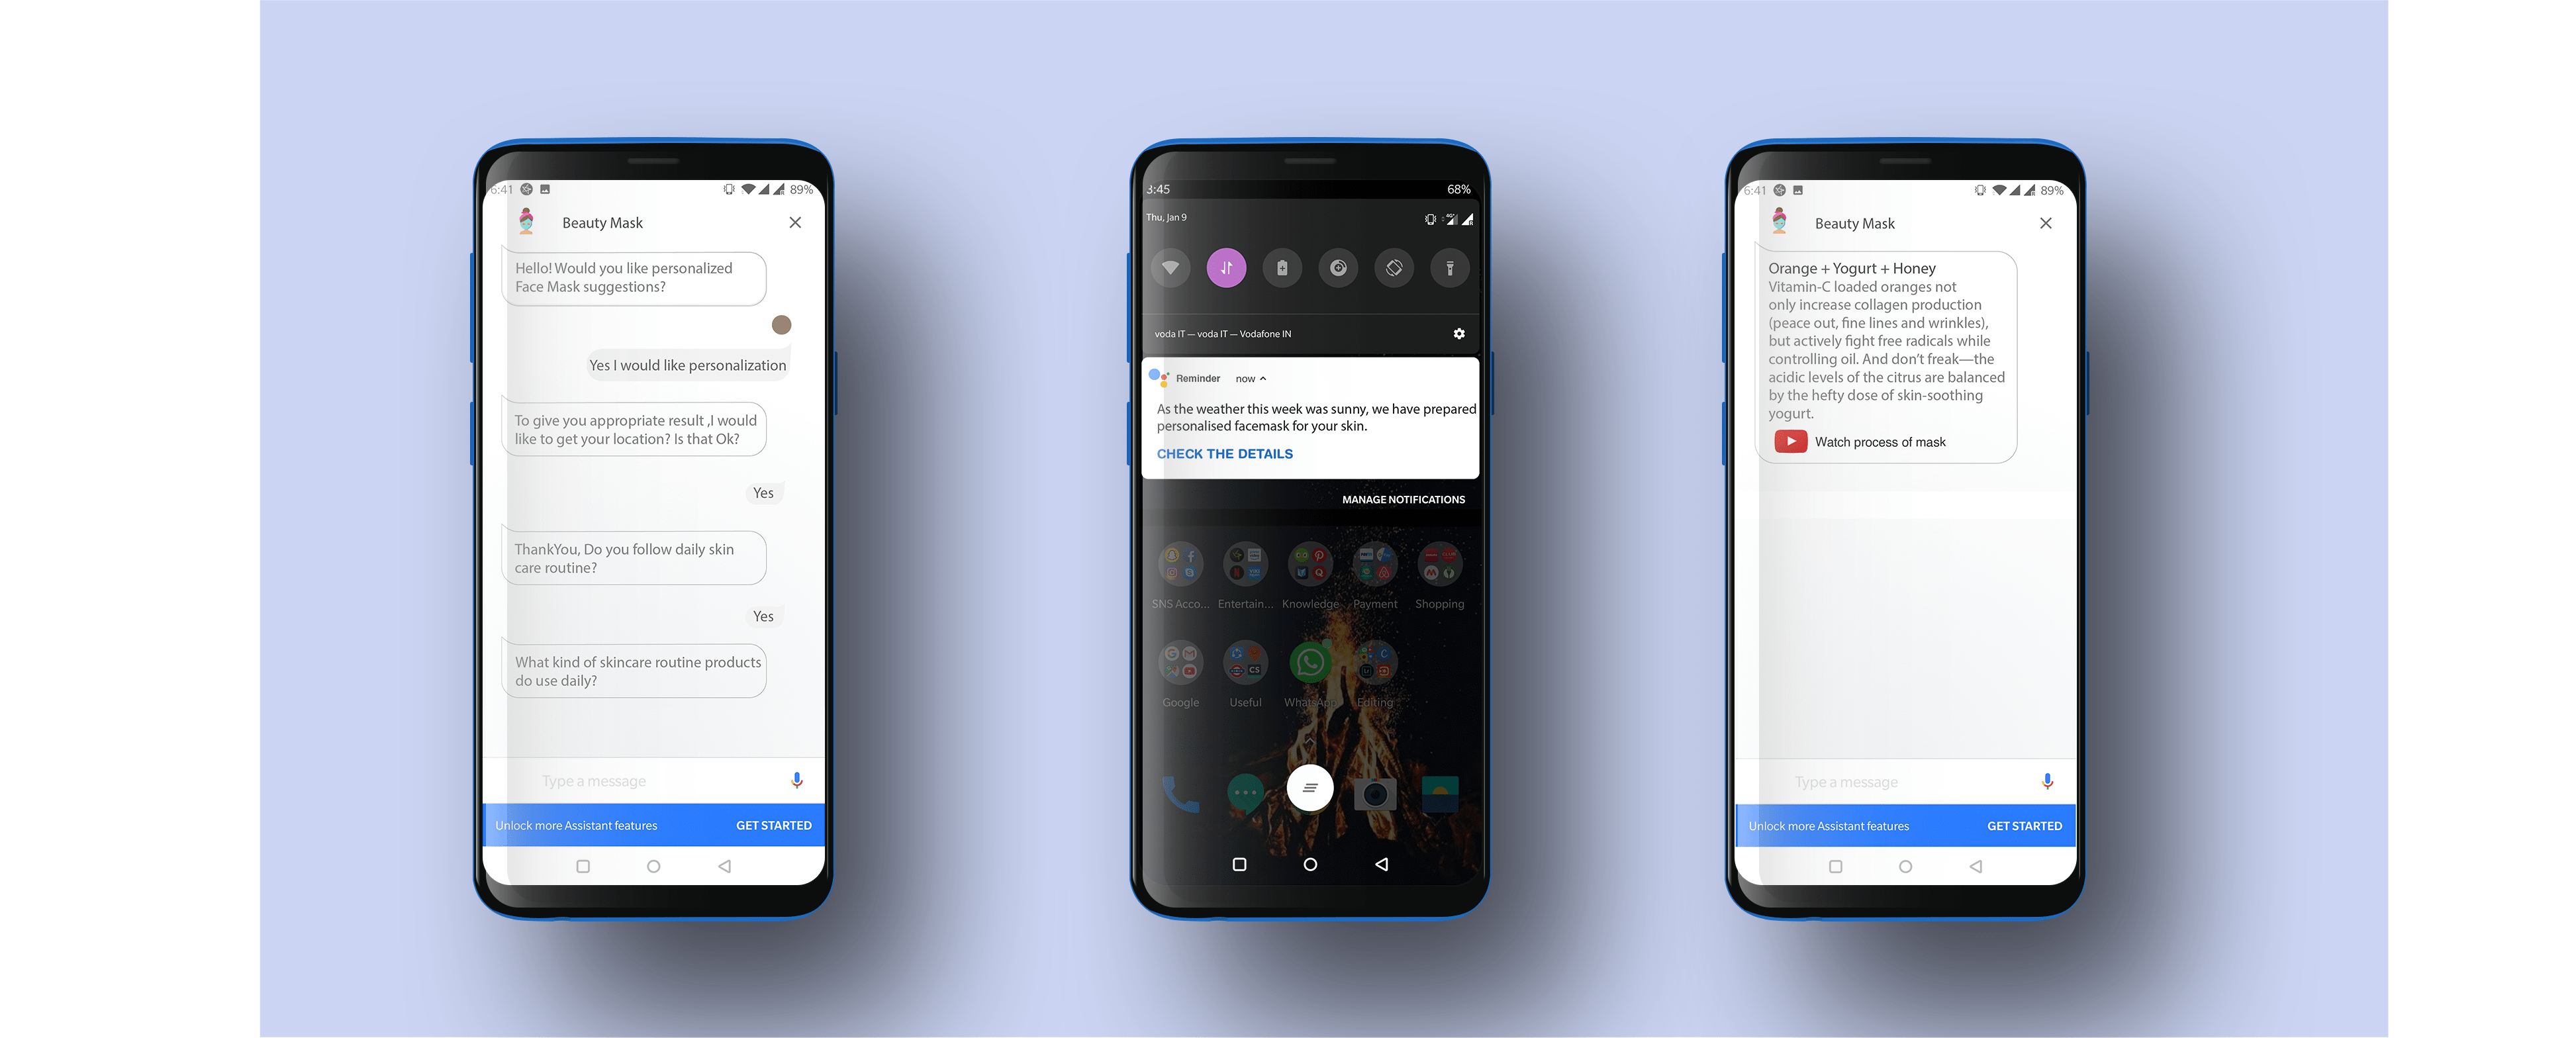 6:41
89%
Beauty Mask
Hello! Would you like personalized
Face Mask suggestions?
Yes I would like personalization
To give you appropriate result ,I would
like to get your location? Is that Ok?
Yes
ThankYou, Do you follow daily skin
care routine?
Yes
What kind of skincare routine products
do use daily?
Type a message
Unlock more Assistant features
GET STARTED
3:45
68%
Thu, Jan 9
voda IT — voda IT — Vodafone IN
Reminder now
As the weather this week was sunny, we have prepared
personalised facemask for your skin.
CHECK THE DETAILS
MANAGE NOTIFICATIONS
SNS Acco... Entertain... Knowledge Payment Shopping
Google Useful WhatsApp Editing
6:41
89%
Beauty Mask
Orange + Yogurt + Honey
Vitamin-C loaded oranges not
only increase collagen production
(peace out, fine lines and wrinkles),
but actively fight free radicals while
controlling oil. And don't freak—the
acidic levels of the citrus are balanced
by the hefty dose of skin-soothing
yogurt.
Watch process of mask
Type a message
Unlock more Assistant features
GET STARTED